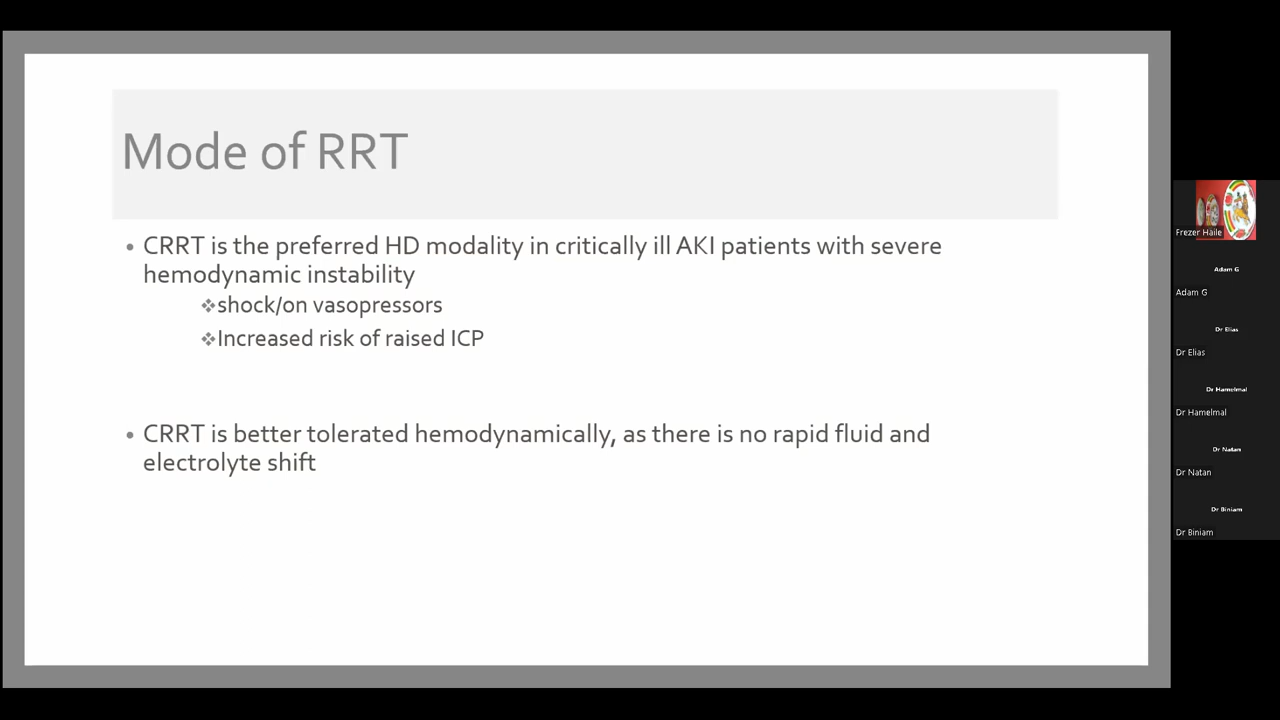 Mode of RRT
• CRRT is the preferred HD modality in critically ill AKI patients with severe
hemodynamic instability
❖shock/on vasopressors
❖Increased risk of raised ICP
• CRRT is better tolerated hemodynamically, as there is no rapid fluid and
electrolyte shift
Frezer Haile
Adam G
Adam G
Dr Elias
Dr Elias
Dr Hamelmal
Dr Hamelmal
Dr Natan
Dr Natan
Dr Biniam
Dr Biniam